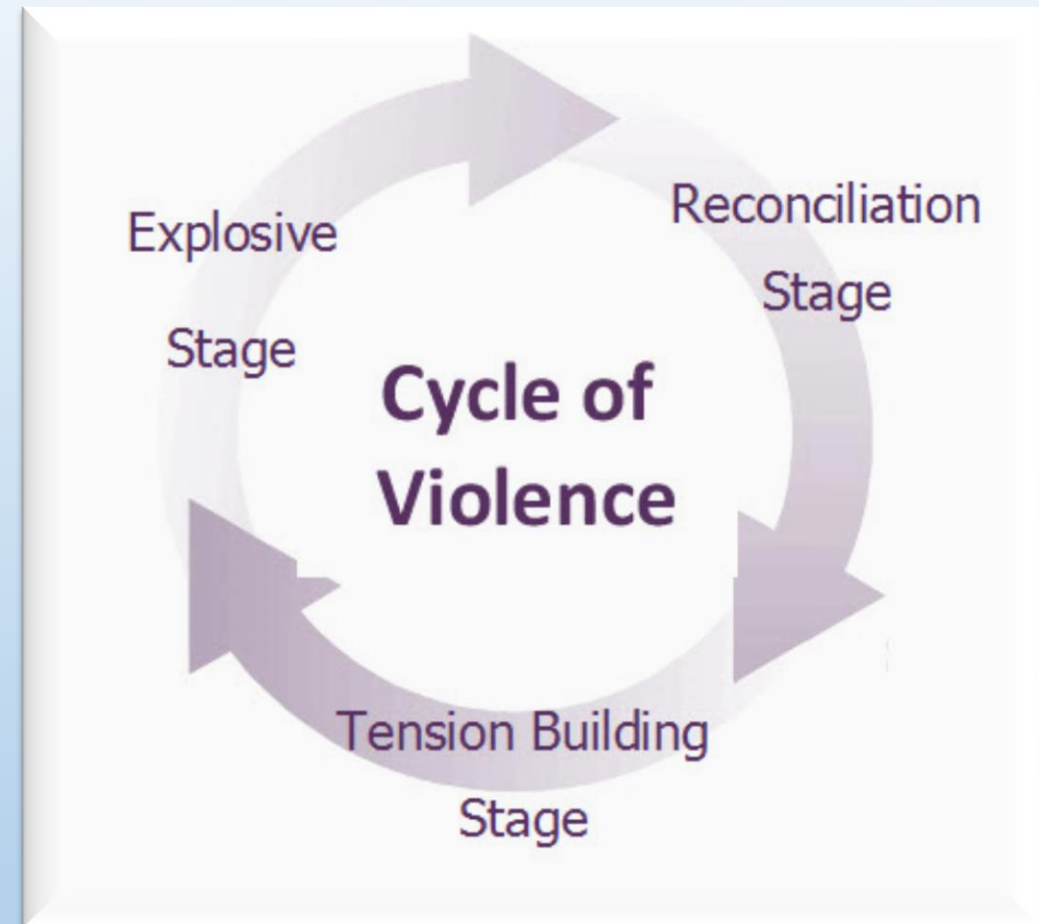 Explosive
Stage
Reconciliation
Stage
Cycle of
Violence
Tension Building
Stage